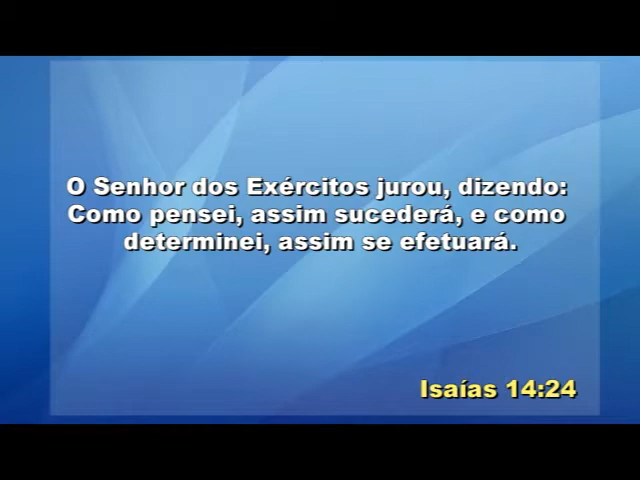 O Senhor dos Exércitos jurou, dizendo:
Como pensei, assim sucederá, e como
determinei, assim se efetuará.
Isaías 14:24